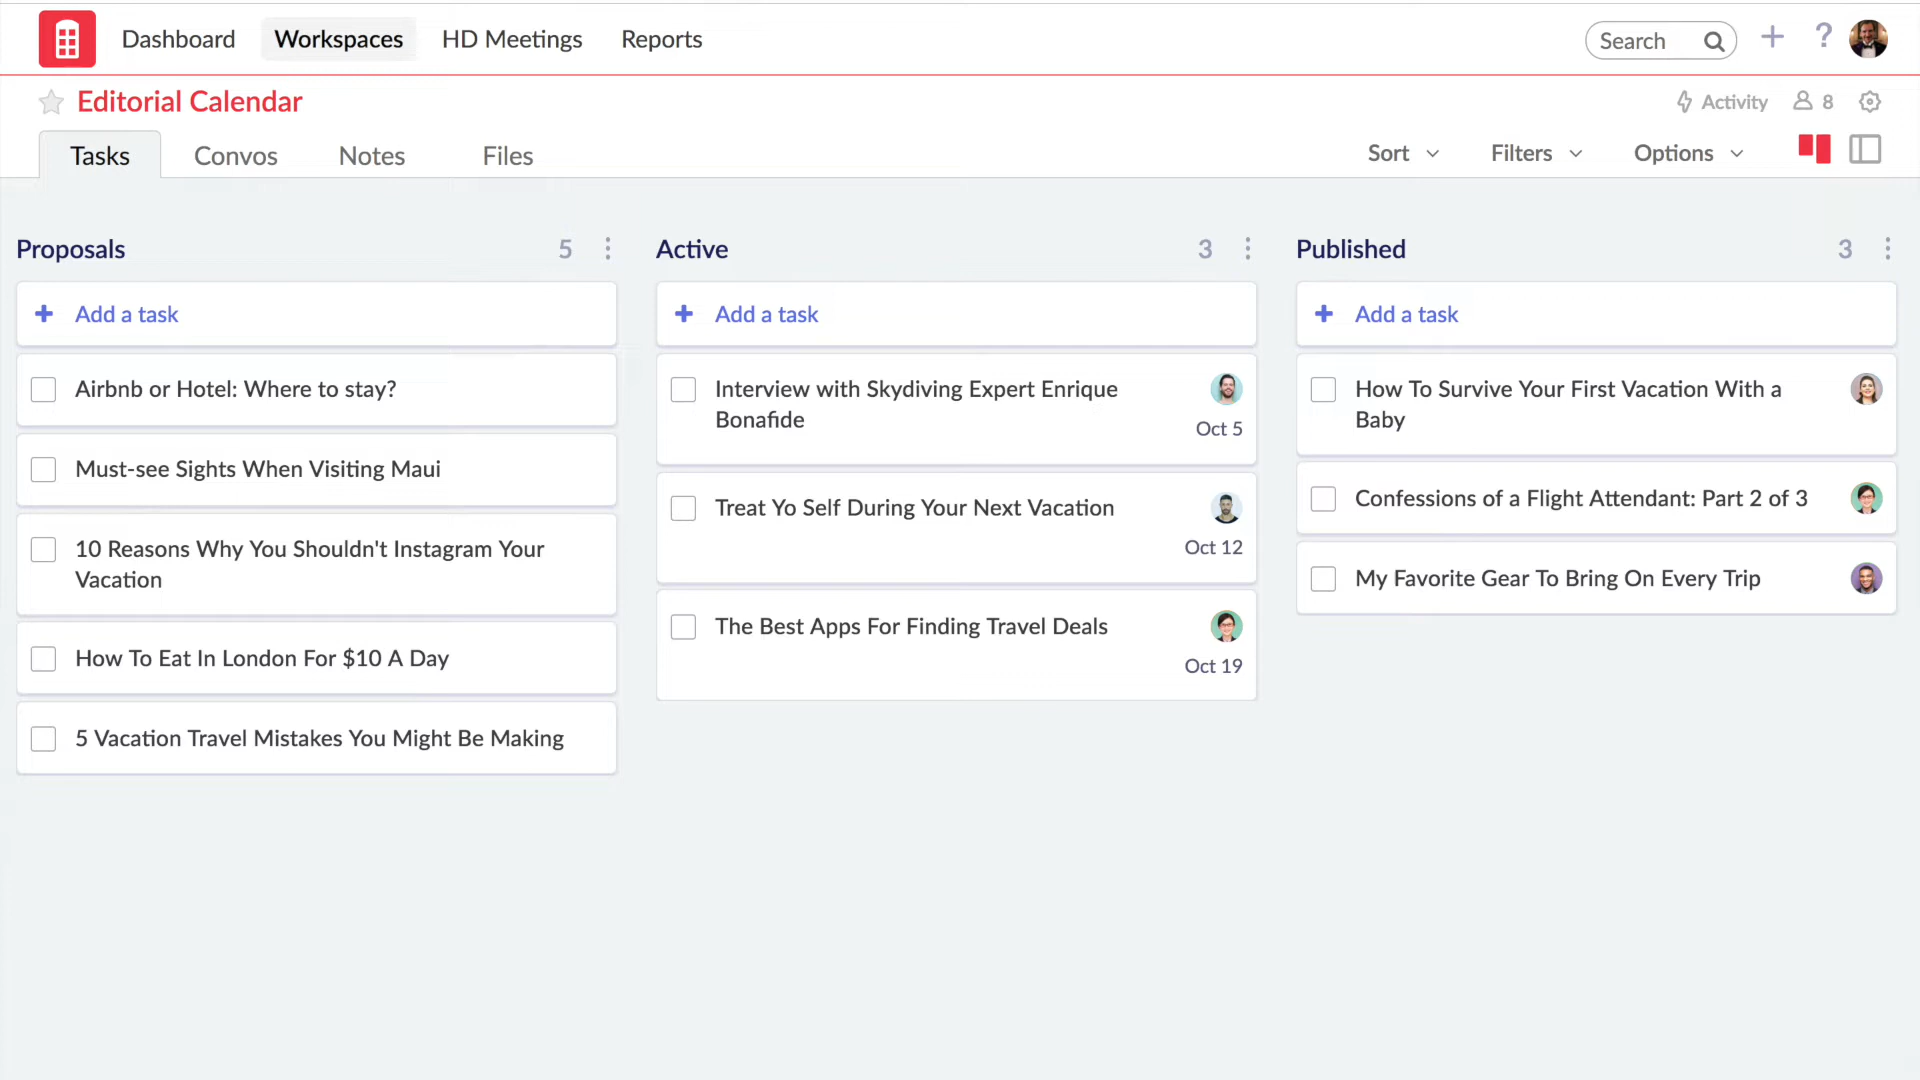 Dashboard
Workspaces
HD Meetings
Reports
Search
?
Editorial Calendar
Activity
8
Tasks
Convos
Notes
Files
Sort
Filters
Options
Proposals
5
Add a task
Airbnb or Hotel: Where to stay?
Must-see Sights When Visiting Maui
10 Reasons Why You Shouldn't Instagram Your
Vacation
How To Eat In London For $10 A Day
5 Vacation Travel Mistakes You Might Be Making
Active
3
Add a task
Interview with Skydiving Expert Enrique
Bonafide
Oct 5
Treat Yo Self During Your Next Vacation
Oct 12
The Best Apps For Finding Travel Deals
Oct 19
Published
3
Add a task
How To Survive Your First Vacation With a
Baby
Confessions of a Flight Attendant: Part 2 of 3
My Favorite Gear To Bring On Every Trip